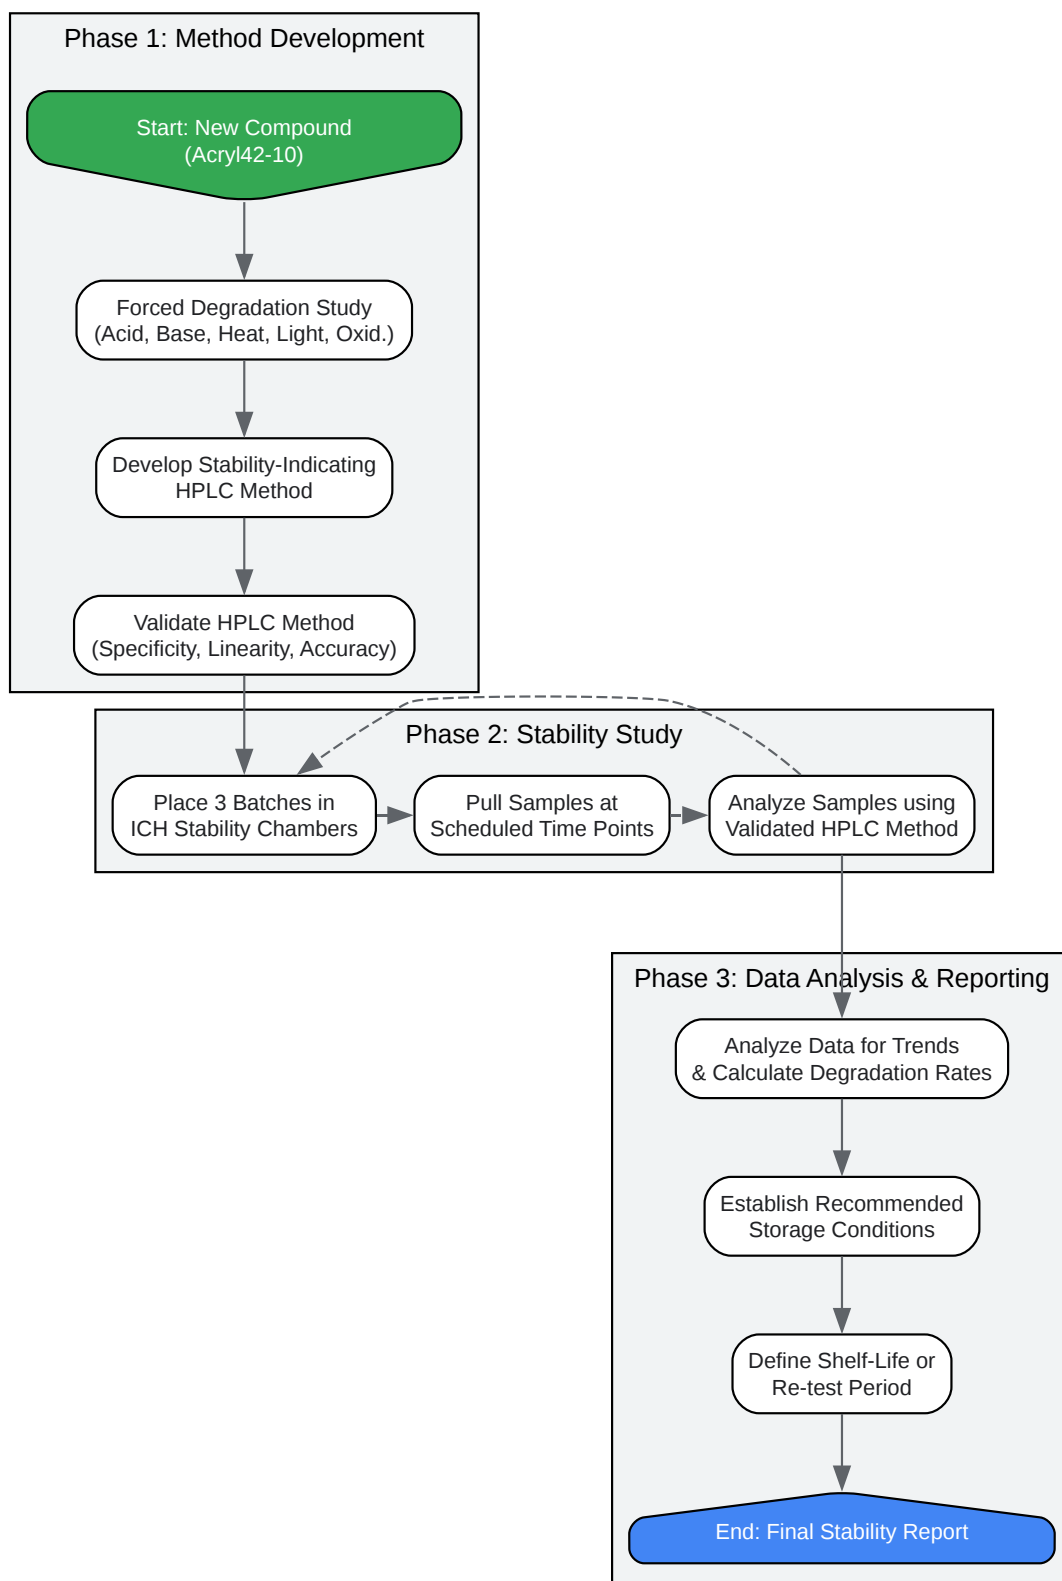 Phase 1: Method Development
Start: New Compound
(Acryl42-10)
Forced Degradation Study
(Acid, Base, Heat, Light, Oxid.)
Develop Stability-Indicating
HPLC Method
Validate HPLC Method
(Specificity, Linearity, Accuracy)
Phase 2: Stability Study
Place 3 Batches in
ICH Stability Chambers
Pull Samples at
Scheduled Time Points
Analyze Samples using
Validated HPLC Method
Phase 3: Data Analysis & Reporting
Analyze Data for Trends
& Calculate Degradation Rates
Establish Recommended
Storage Conditions
Define Shelf-Life or
Re-test Period
End: Final Stability Report